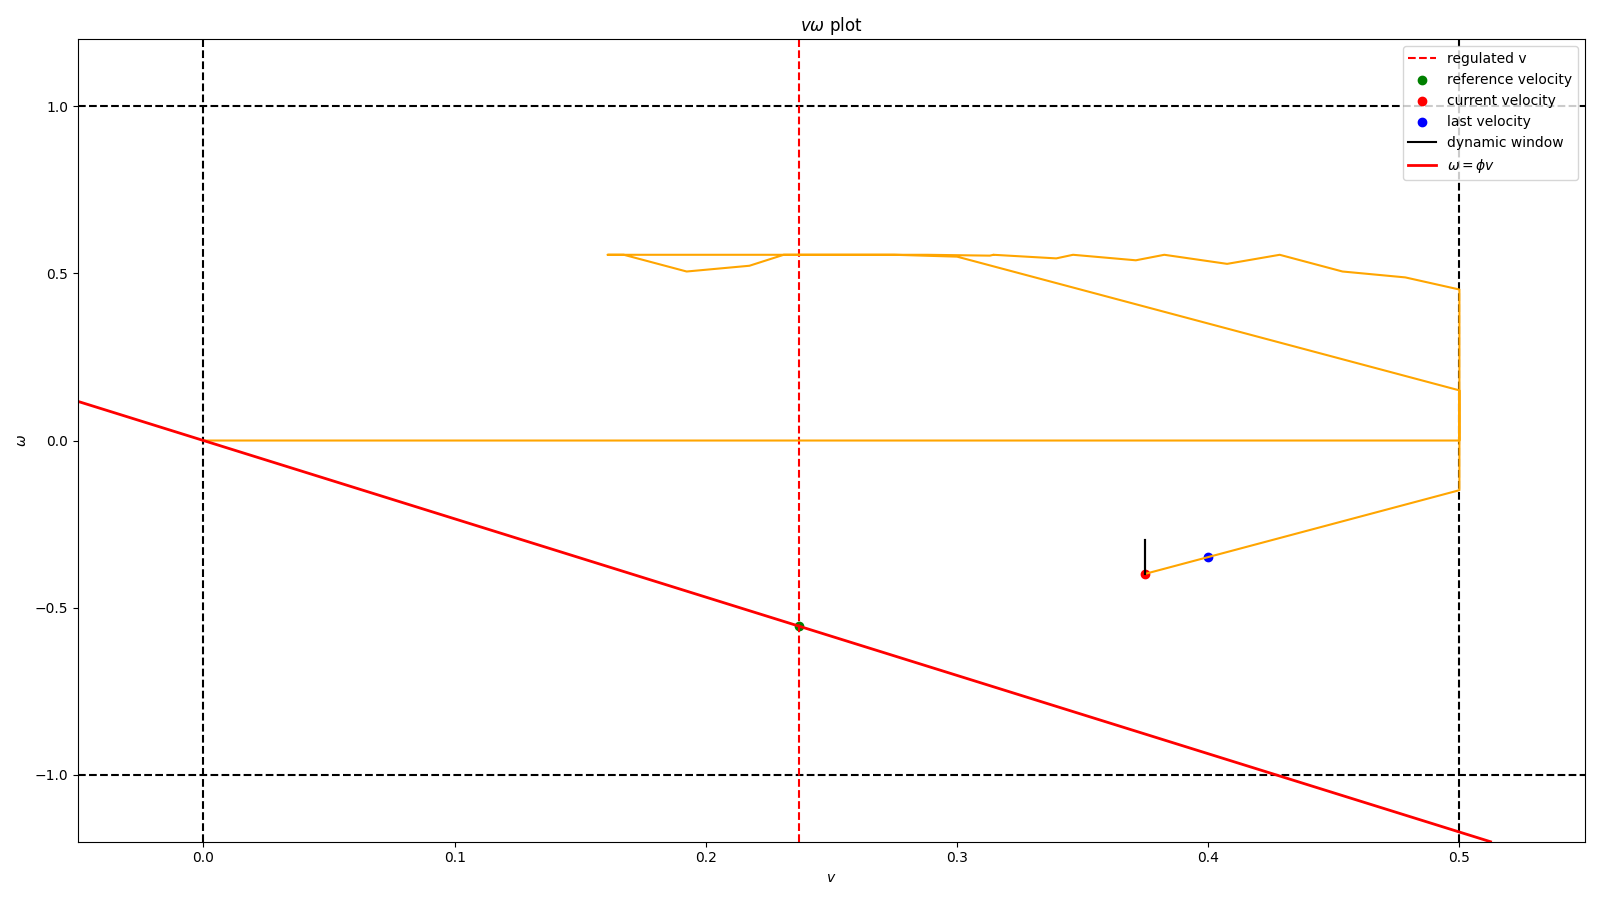 vω plot
regulated v
reference velocity
current velocity
last velocity
dynamic window
ω = ϕv
1.0
0.5
0.0
−0.5
−1.0
ω
0.0 0.1 0.2 0.3 0.4 0.5
v